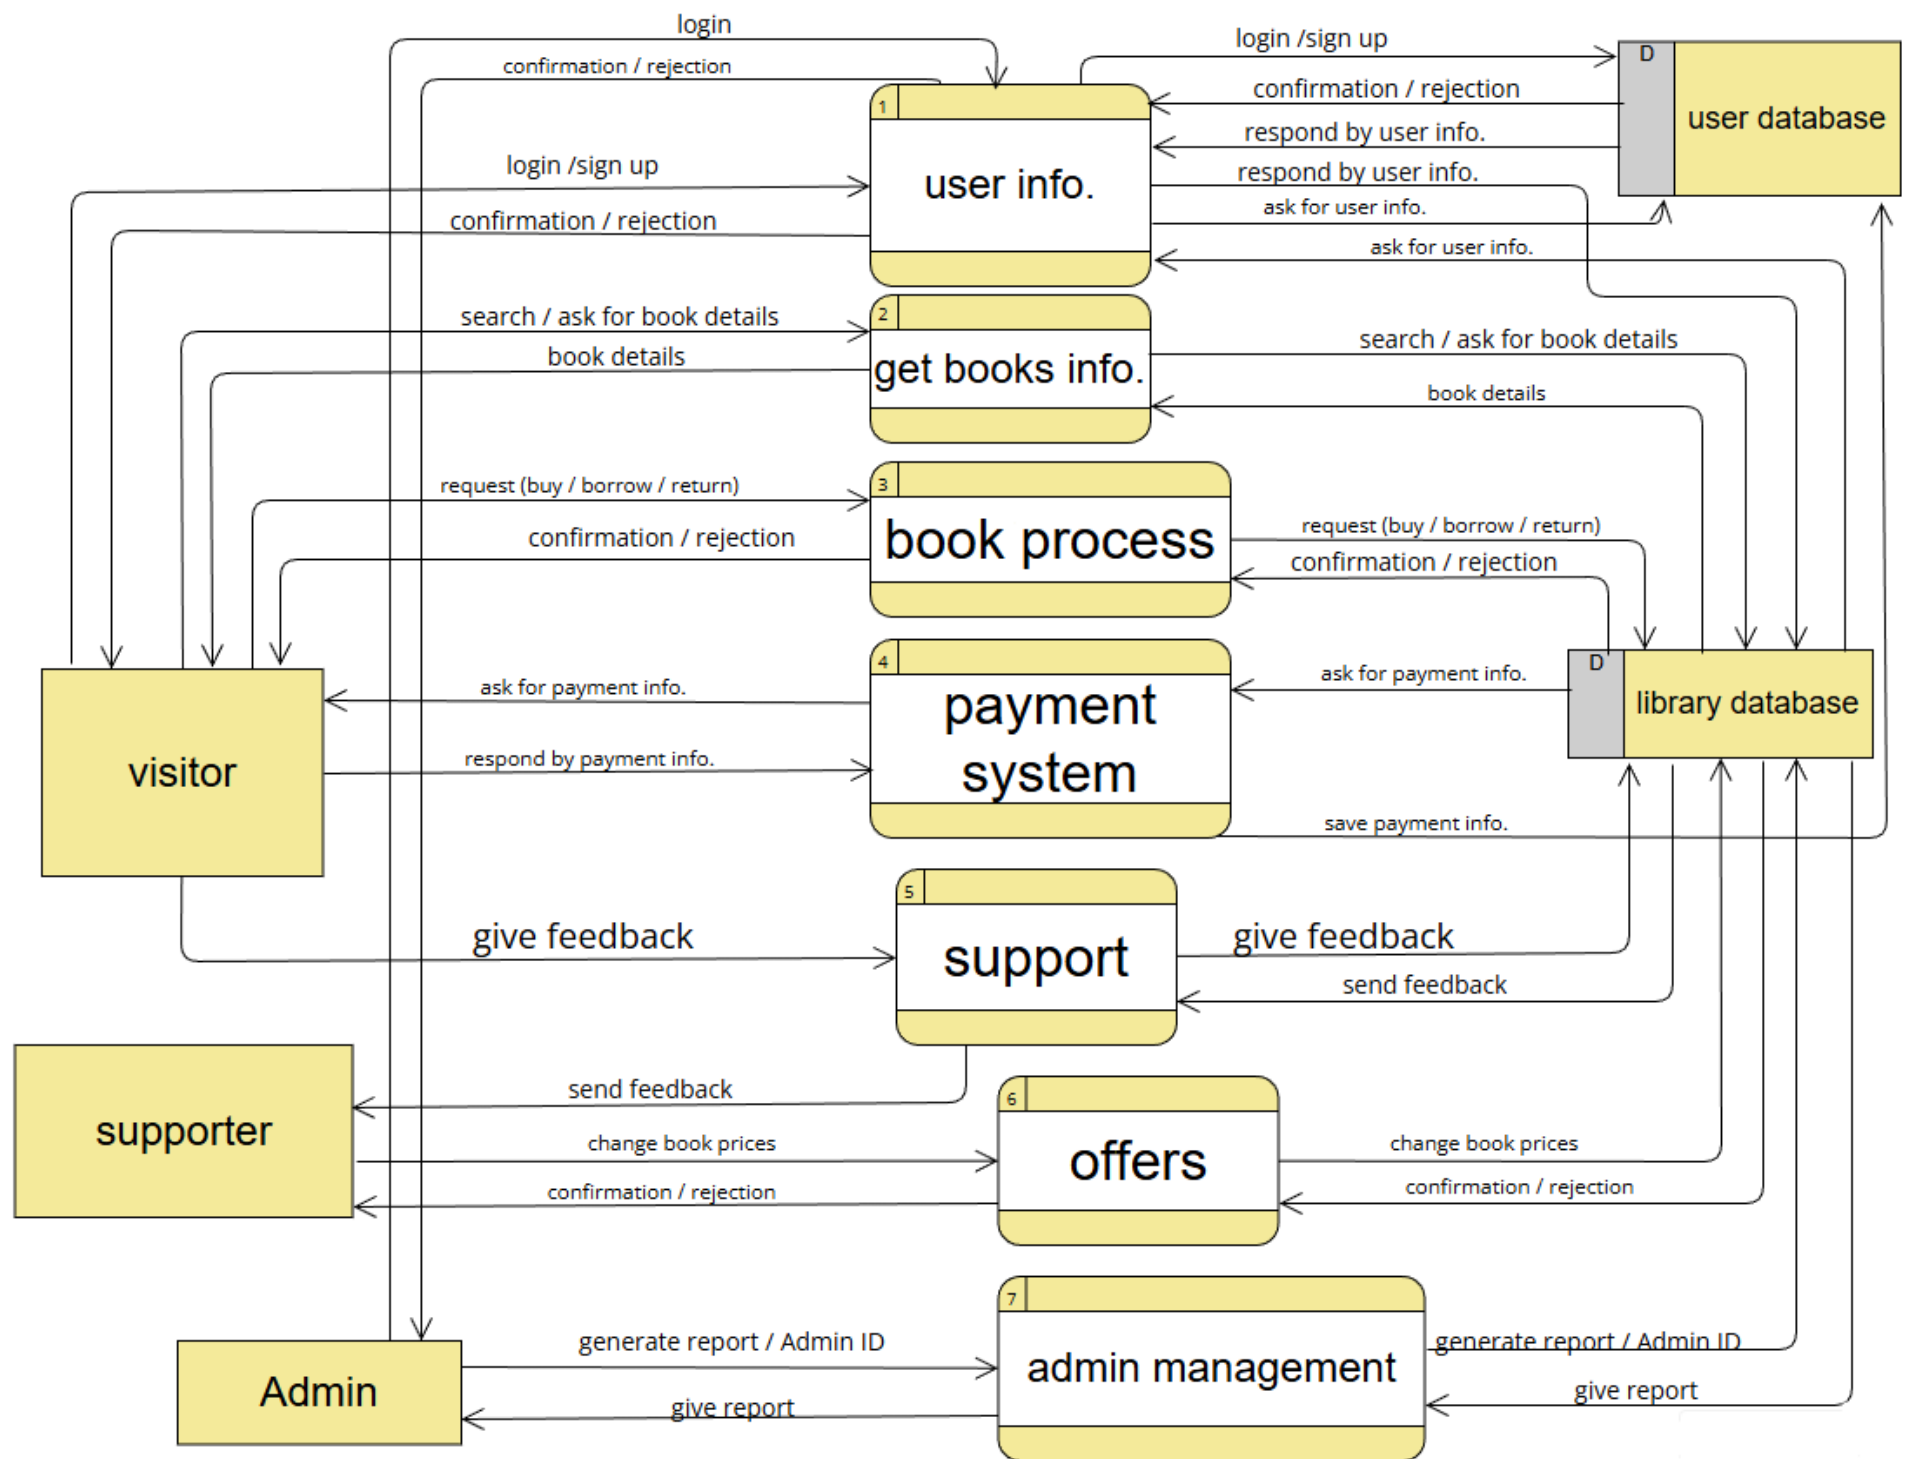 login
login /sign up
D
confirmation / rejection
confirmation / rejection
1
user database
respond by user info.
login /sign up
user info.
respond by user info.
confirmation / rejection
ask for user info.
ask for user info.
2
search / ask for book details
search / ask for book details
book details
get books info.
book details
3
request (buy / borrow / return)
confirmation / rejection
book process
request (buy / borrow / return)
confirmation / rejection
4
D
ask for payment info.
ask for payment info.
payment
system
library database
visitor
respond by payment info.
save payment info.
5
give feedback
support
give feedback
send feedback
send feedback
6
supporter
change book prices
offers
change book prices
confirmation / rejection
confirmation / rejection
7
generate report / Admin ID
admin management
generate report / Admin ID
Admin
give report
give report